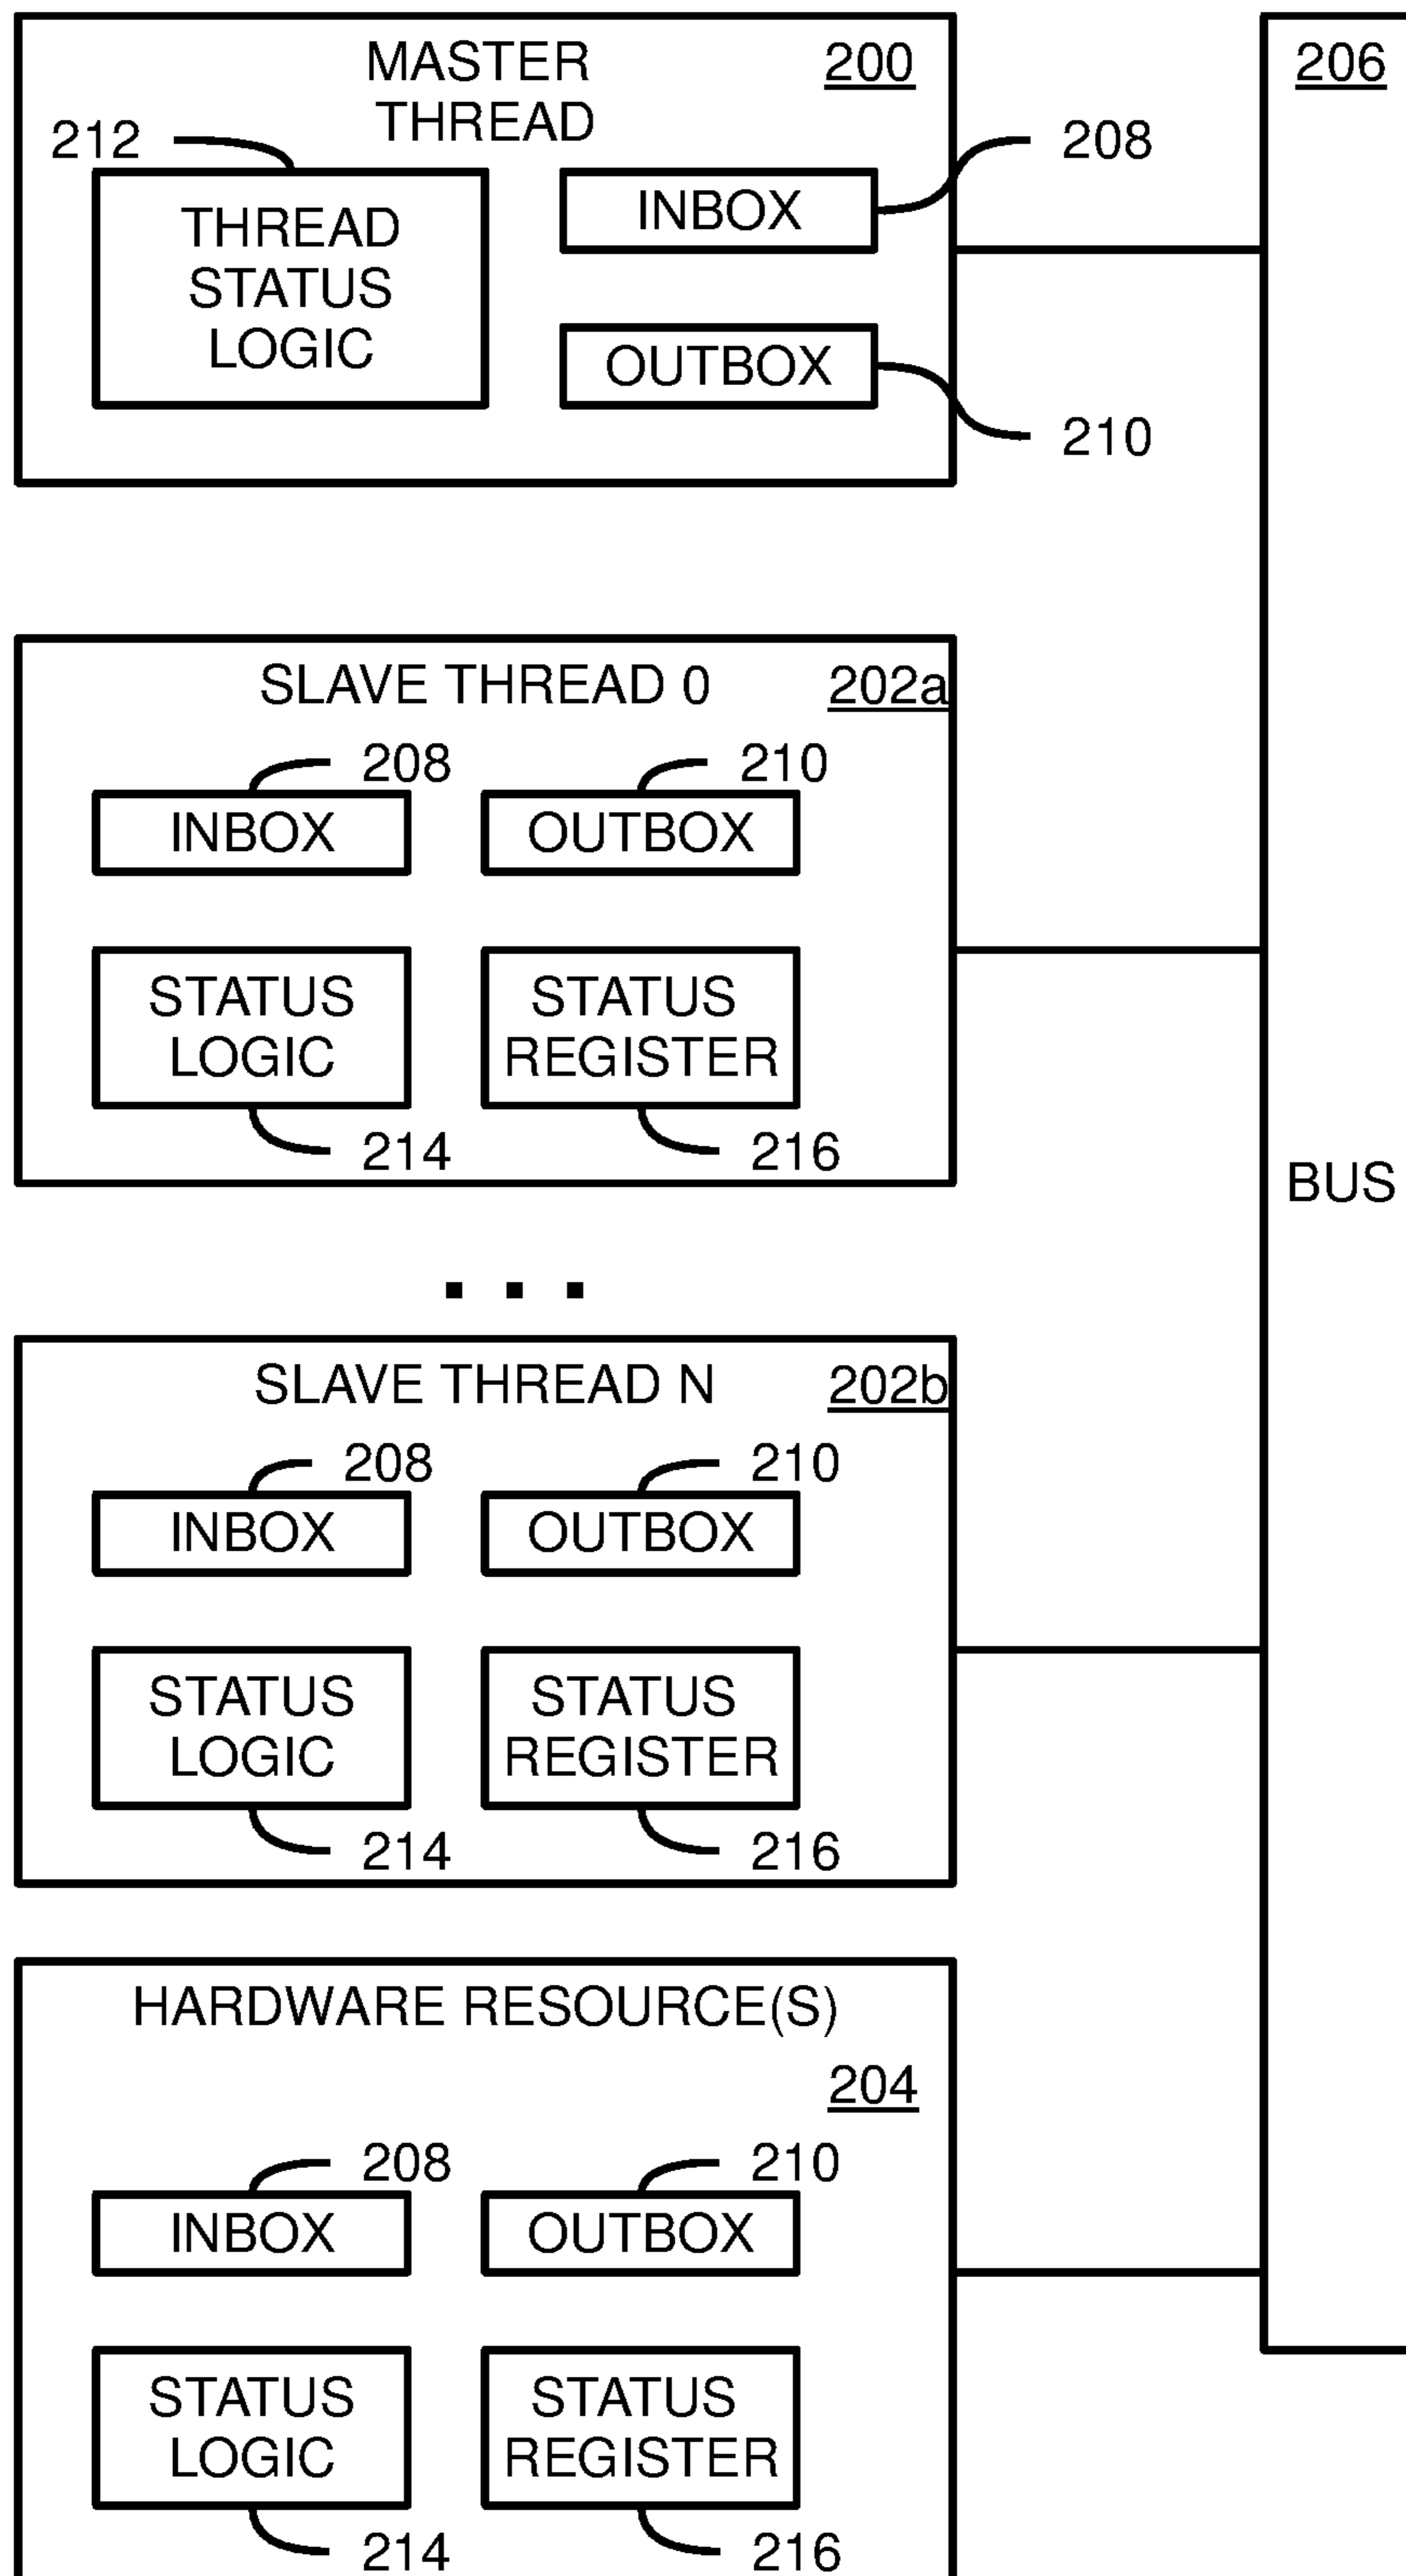 MASTER
THREAD
200
206
212
208
THREAD
STATUS
LOGIC
INBOX
OUTBOX
210
SLAVE THREAD 0
202a
208
210
INBOX
OUTBOX
STATUS
LOGIC
STATUS
REGISTER
214
216
BUS
. . .
SLAVE THREAD N
202b
208
210
INBOX
OUTBOX
STATUS
LOGIC
STATUS
REGISTER
214
216
HARDWARE RESOURCE(S)
204
208
210
INBOX
OUTBOX
STATUS
LOGIC
STATUS
REGISTER
214
216